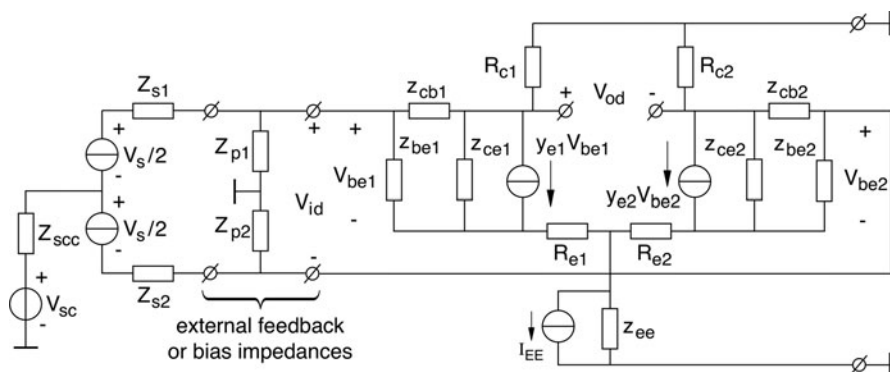 R_c1
R_c2
Z_s1
z_cb1
+
V_od
-
z_cb2
+
V_s/2
-
Z_p1
+
+
V_be1
-
z_be1
z_ce1
y_e1V_be1
z_ce2
z_be2
+
V_be2
-
V_id
y_e2V_be2
Z_scc
+
V_s/2
-
Z_p2
-
R_e1
R_e2
+
V_sc
-
Z_s2
external feedback
or bias impedances
I_EE
z_ee